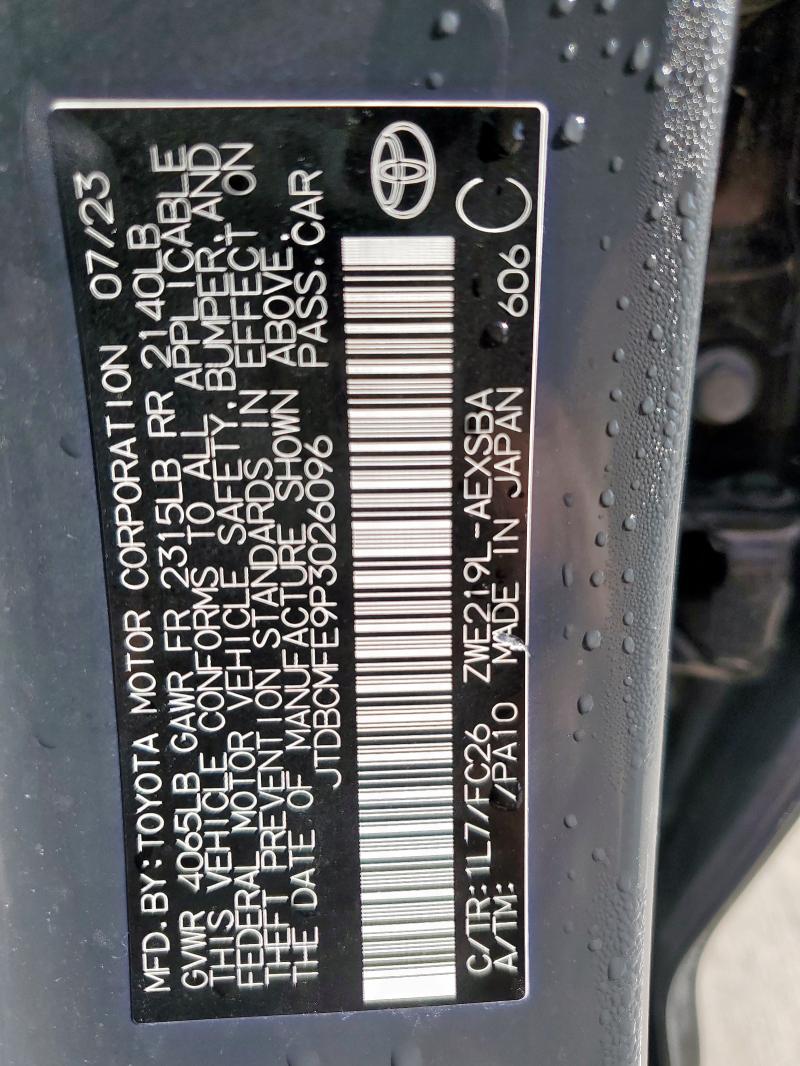 MFD.BY:TOYOTA MOTOR CORPORATION 07/23
GVWR 4065LB GAWR FR 2315LB RR 2140LB
THIS VEHICLE CONFORMS TO ALL APPLICABLE
FEDERAL MOTOR VEHICLE SAFETY,BUMPER,AND
THEFT PREVENTION STANDARDS IN EFFECT ON
THE DATE OF MANUFACTURE SHOWN ABOVE.
JTDBCMFE9P3026096 PASS.CAR
C/TR:1L7/FC26 ZWE219L-AEXSBA
A/TM: /PA10 MADE IN JAPAN 606 C